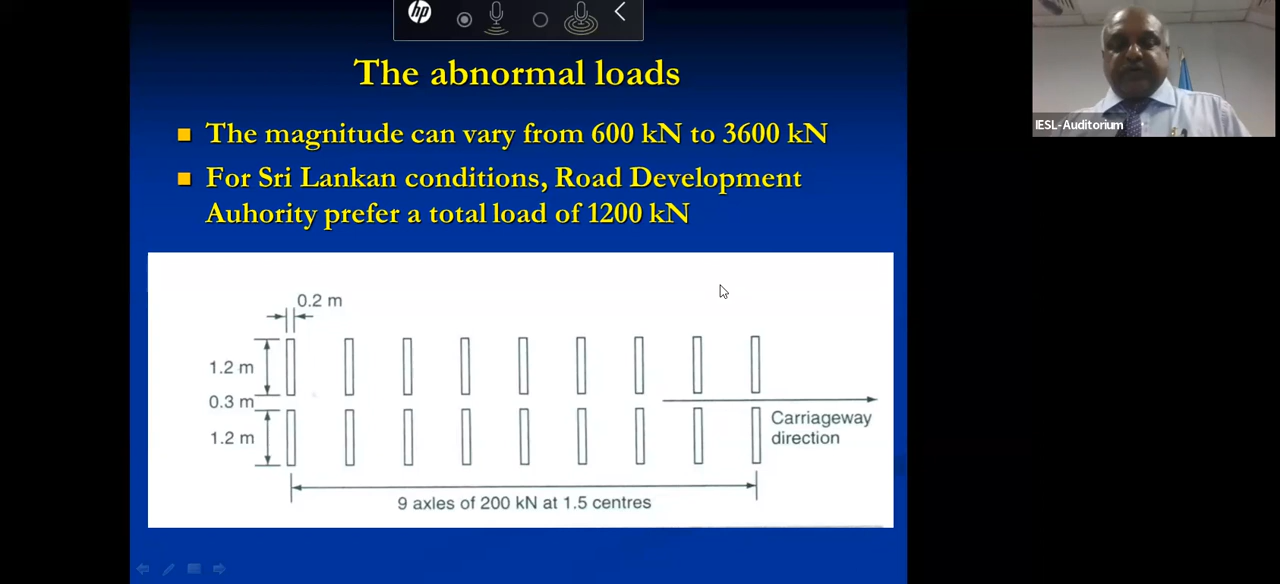 hp
The abnormal loads
IESL-Auditorium
The magnitude can vary from 600 kN to 3600 kN
For Sri Lankan conditions, Road Development
Auhority prefer a total load of 1200 kN
0.2 m
1.2 m
0.3 m
1.2 m
Carriageway
direction
9 axles of 200 kN at 1.5 centres